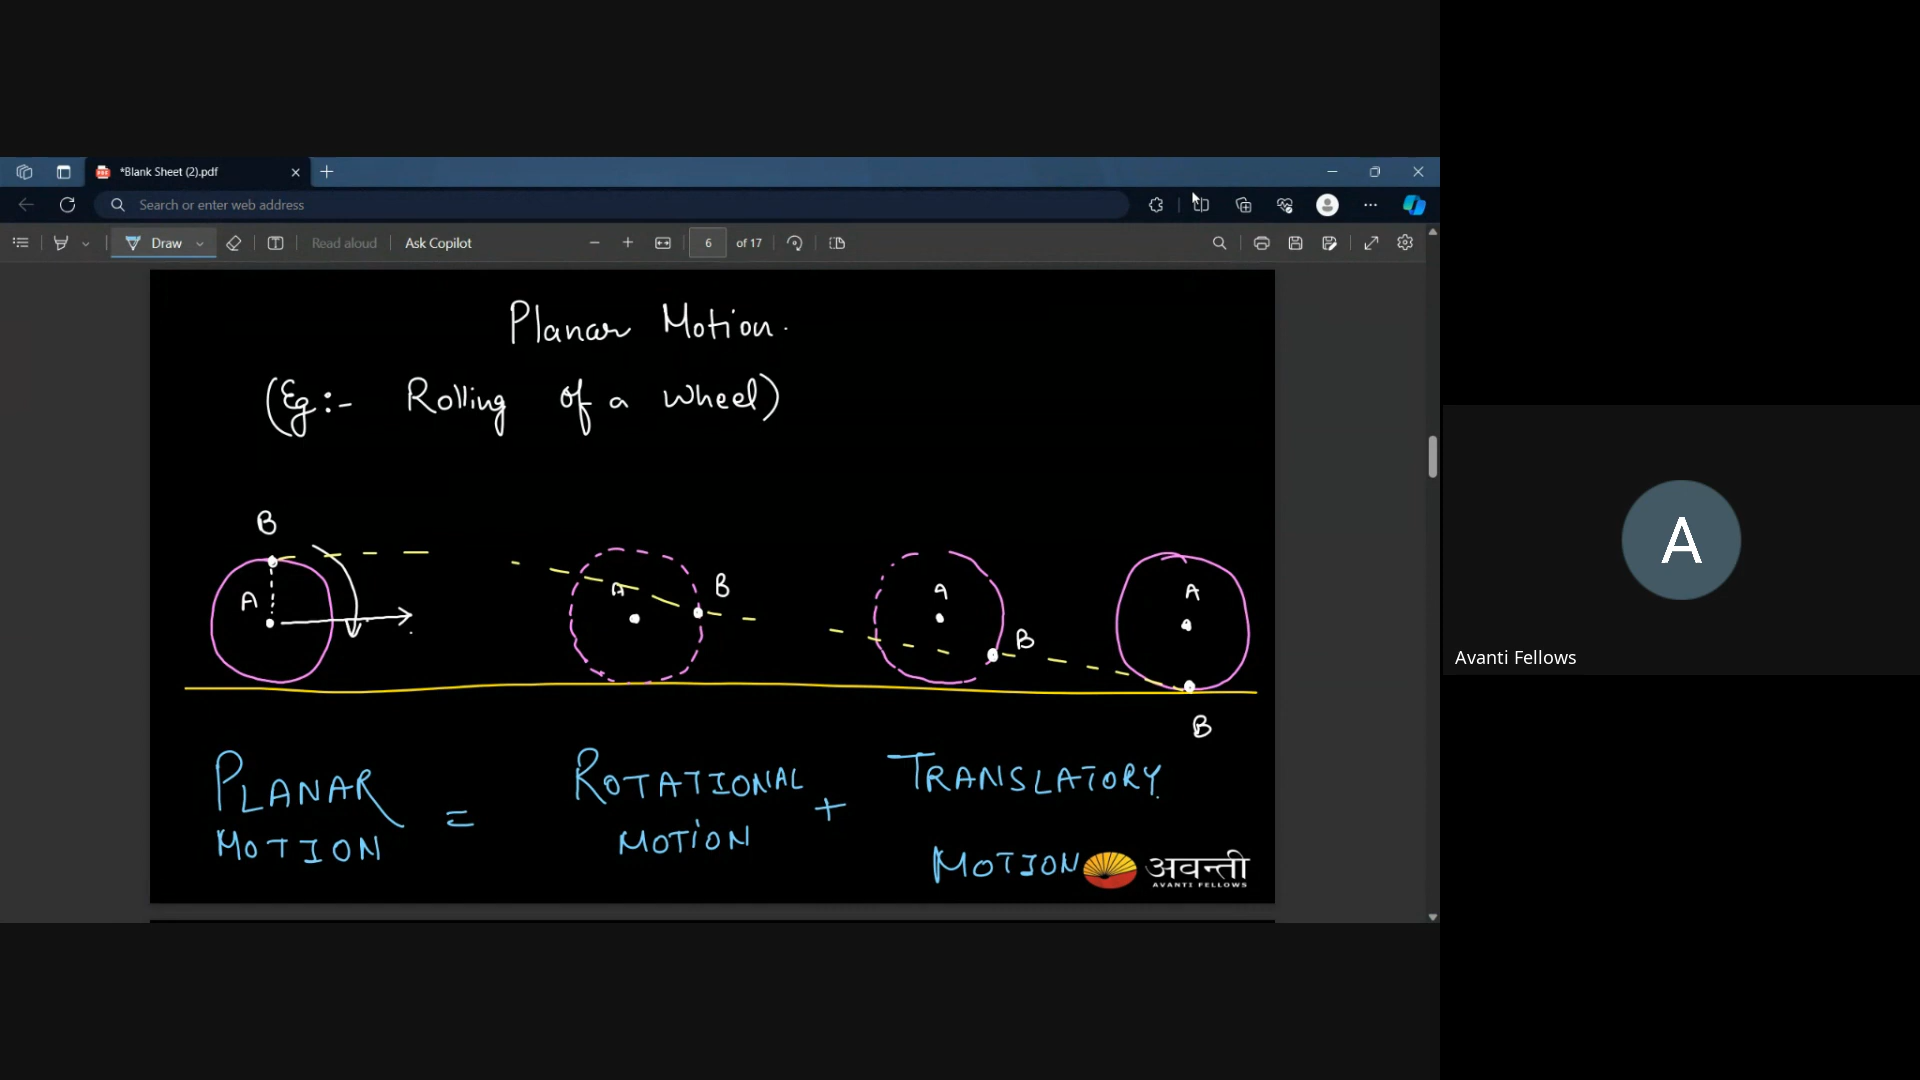 *Blank Sheet (2).pdf
Search or enter web address
Draw
Read aloud
Ask Copilot
6 of 17
Planar Motion.
(Eg:- Rolling of a wheel)
B
A
A B
A
B
A
B
PLANAR MOTION = ROTATIONAL MOTION + TRANSLATORY MOTION
अवन्ती
AVANTI FELLOWS
A
Avanti Fellows